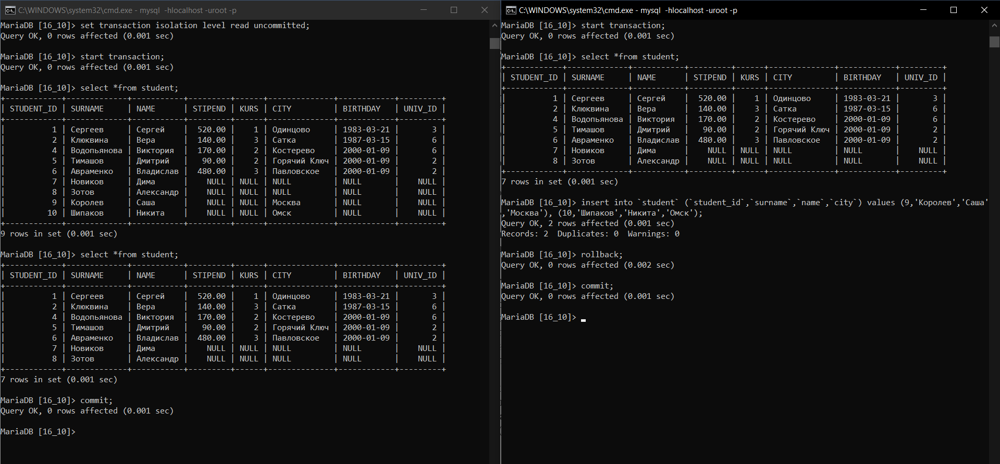 C:\WINDOWS\system32\cmd.exe - mysql  -hlocalhost -uroot -p
MariaDB [16_10]> set transaction isolation level read uncommitted;
Query OK, 0 rows affected (0.001 sec)
MariaDB [16_10]> start transaction;
Query OK, 0 rows affected (0.001 sec)
MariaDB [16_10]> select *from student;
+------------+------------+-----------+---------+------+--------------+------------+---------+
| STUDENT_ID | SURNAME    | NAME      | STIPEND | KURS | CITY         | BIRTHDAY   | UNIV_ID |
+------------+------------+-----------+---------+------+--------------+------------+---------+
|          1 | Сергеев    | Сергей    |  520.00 |    1 | Одинцово     | 1983-03-21 |       3 |
|          2 | Клюквина   | Вера      |  140.00 |    3 | Сатка        | 1987-03-15 |       6 |
|          4 | Водопьянова | Виктория  |  170.00 |    2 | Костерево    | 2000-01-09 |       6 |
|          5 | Тимашов    | Дмитрий   |   90.00 |    2 | Горячий Ключ | 2000-01-09 |       2 |
|          6 | Авраменко  | Владислав |  480.00 |    3 | Павловское   | 2000-01-09 |       2 |
|          7 | Новиков    | Дима      |    NULL | NULL | NULL         | NULL       |    NULL |
|          8 | Зотов      | Александр |    NULL | NULL | NULL         | NULL       |    NULL |
|          9 | Королев    | Саша      |    NULL | NULL | Москва       | NULL       |    NULL |
|         10 | Шипаков    | Никита    |    NULL | NULL | Омск         | NULL       |    NULL |
+------------+------------+-----------+---------+------+--------------+------------+---------+
9 rows in set (0.001 sec)
MariaDB [16_10]> select *from student;
+------------+------------+-----------+---------+------+--------------+------------+---------+
| STUDENT_ID | SURNAME    | NAME      | STIPEND | KURS | CITY         | BIRTHDAY   | UNIV_ID |
+------------+------------+-----------+---------+------+--------------+------------+---------+
|          1 | Сергеев    | Сергей    |  520.00 |    1 | Одинцово     | 1983-03-21 |       3 |
|          2 | Клюквина   | Вера      |  140.00 |    3 | Сатка        | 1987-03-15 |       6 |
|          4 | Водопьянова | Виктория  |  170.00 |    2 | Костерево    | 2000-01-09 |       6 |
|          5 | Тимашов    | Дмитрий   |   90.00 |    2 | Горячий Ключ | 2000-01-09 |       2 |
|          6 | Авраменко  | Владислав |  480.00 |    3 | Павловское   | 2000-01-09 |       2 |
|          7 | Новиков    | Дима      |    NULL | NULL | NULL         | NULL       |    NULL |
|          8 | Зотов      | Александр |    NULL | NULL | NULL         | NULL       |    NULL |
+------------+------------+-----------+---------+------+--------------+------------+---------+
7 rows in set (0.001 sec)
MariaDB [16_10]> commit;
Query OK, 0 rows affected (0.001 sec)
MariaDB [16_10]>
C:\WINDOWS\system32\cmd.exe - mysql  -hlocalhost -uroot -p
MariaDB [16_10]> start transaction;
Query OK, 0 rows affected (0.001 sec)
MariaDB [16_10]> select *from student;
+------------+------------+-----------+---------+------+--------------+------------+---------+
| STUDENT_ID | SURNAME    | NAME      | STIPEND | KURS | CITY         | BIRTHDAY   | UNIV_ID |
+------------+------------+-----------+---------+------+--------------+------------+---------+
|          1 | Сергеев    | Сергей    |  520.00 |    1 | Одинцово     | 1983-03-21 |       3 |
|          2 | Клюквина   | Вера      |  140.00 |    3 | Сатка        | 1987-03-15 |       6 |
|          4 | Водопьянова | Виктория  |  170.00 |    2 | Костерево    | 2000-01-09 |       6 |
|          5 | Тимашов    | Дмитрий   |   90.00 |    2 | Горячий Ключ | 2000-01-09 |       2 |
|          6 | Авраменко  | Владислав |  480.00 |    3 | Павловское   | 2000-01-09 |       2 |
|          7 | Новиков    | Дима      |    NULL | NULL | NULL         | NULL       |    NULL |
|          8 | Зотов      | Александр |    NULL | NULL | NULL         | NULL       |    NULL |
+------------+------------+-----------+---------+------+--------------+------------+---------+
7 rows in set (0.001 sec)
MariaDB [16_10]> insert into `student` (`student_id`,`surname`,`name`,`city`) values (9,'Королев','Саша'
,'Москва'), (10,'Шипаков','Никита','Омск');
Query OK, 2 rows affected (0.001 sec)
Records: 2  Duplicates: 0  Warnings: 0
MariaDB [16_10]> rollback;
Query OK, 0 rows affected (0.002 sec)
MariaDB [16_10]> commit;
Query OK, 0 rows affected (0.001 sec)
MariaDB [16_10]>